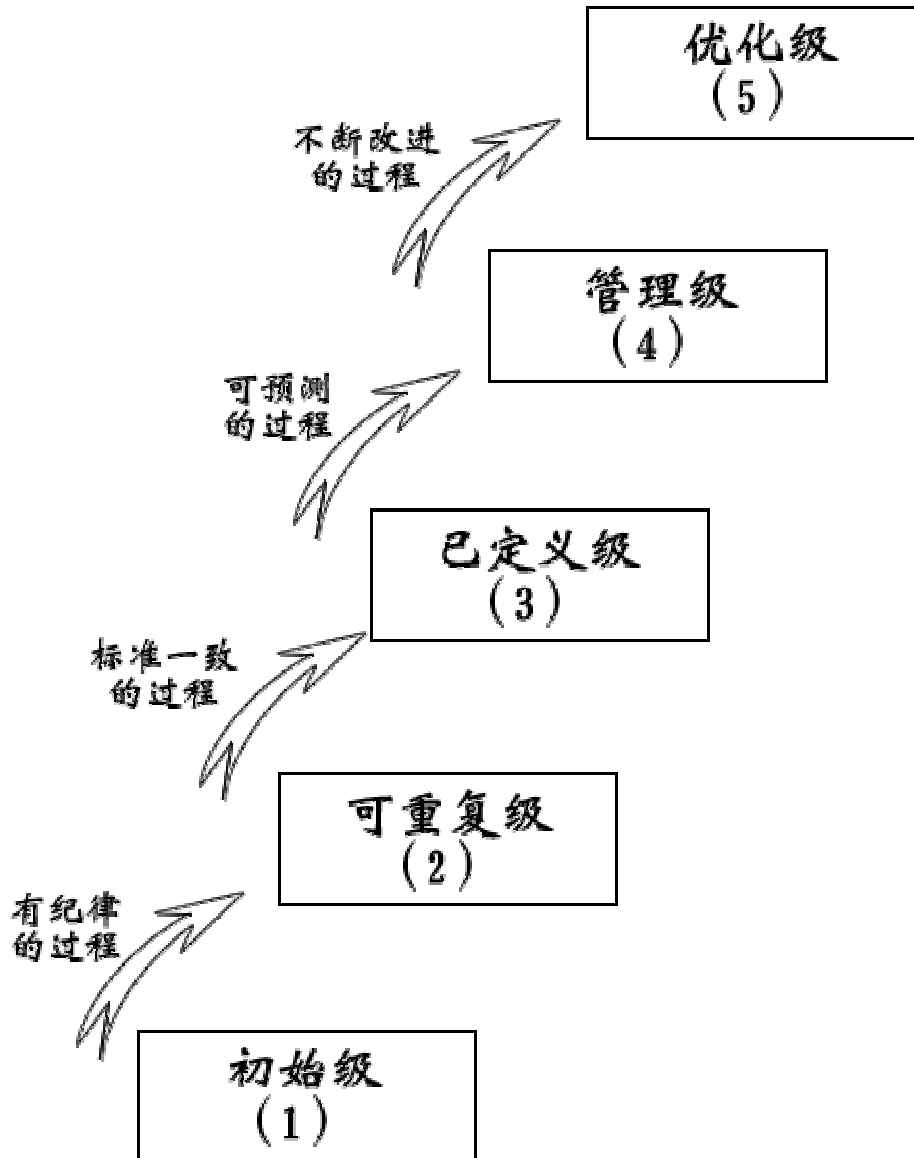 优化级
(5)
不断改进
的过程
管理级
(4)
可预测
的过程
已定义级
(3)
标准一致
的过程
可重复级
(2)
有纪律
的过程
初始级
(1)